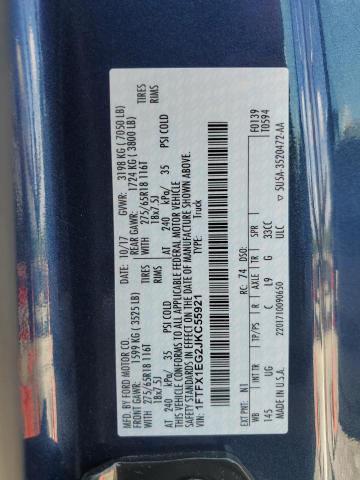 MFD. BY FORD MOTOR CO. 10/17 GVWR: 3198 KG ( 7050 LB)
FRONT GAWR: 1599 KG ( 3525 LB) REAR GAWR: 1724 KG ( 3800 LB)
WITH 275/65R18 116T WITH 275/65R18 116T TIRES
18x7.5J 18x7.5J RIMS
AT 240 kPa/ 35 PSI COLD AT 240 kPa/ 35 PSI COLD
THIS VEHICLE CONFORMS TO ALL APPLICABLE FEDERAL MOTOR VEHICLE
SAFETY STANDARDS IN EFFECT ON THE DATE OF MANUFACTURE SHOWN ABOVE
VIN: 1FTFX1EG2JKC55921
TYPE: Truck
F0139
T0594
EXT PNT: N1 RC: 74 DSO:
WB INT TR TP/PS R AXLE TR SPR
145 UG C L9 G 33CC
ULC
MADE IN U.S.A. 2201710090650 ▽ 5U5A-3520472-AA
TIRES
RIMS